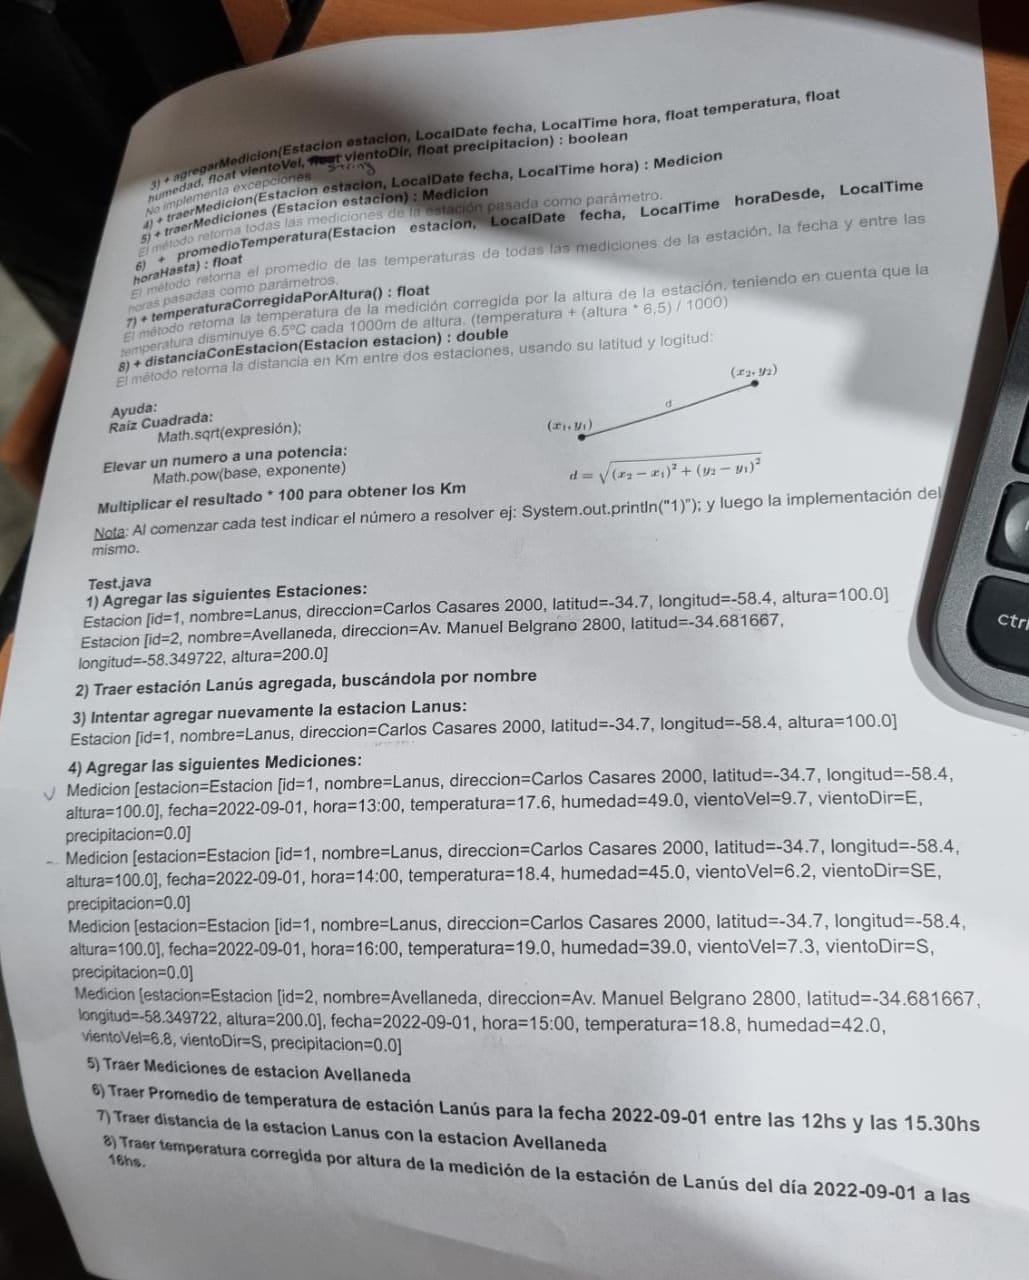 3) + agregarMedicion(Estacion estacion, LocalDate fecha, LocalTime hora, float temperatura, float
humedad, float vientoVel, float vientoDir, float precipitacion) : boolean
String
No implementa excepciones
4) + traerMedicion(Estacion estacion, LocalDate fecha, LocalTime hora) : Medicion
5) + traerMediciones (Estacion estacion) : Medicion
El método retorna todas las mediciones de la estación pasada como parámetro.
6) + promedioTemperatura(Estacion estacion, LocalDate fecha, LocalTime horaDesde, LocalTime
horaHasta) : float
El método retorna el promedio de las temperaturas de todas las mediciones de la estación, la fecha y entre las
horas pasadas como parámetros.
7) + temperaturaCorregidaPorAltura() : float
El método retorna la temperatura de la medición corregida por la altura de la estación, teniendo en cuenta que la
temperatura disminuye 6.5ºC cada 1000m de altura. (temperatura + (altura * 6,5) / 1000)
8) + distanciaConEstacion(Estacion estacion) : double
El método retorna la distancia en Km entre dos estaciones, usando su latitud y logitud:
(x₂, y₂)
d
(x₁, y₁)
Ayuda:
Raíz Cuadrada:
Math.sqrt(expresión);
Elevar un numero a una potencia:
Math.pow(base, exponente)
d = √(x₂ − x₁)² + (y₂ − y₁)²
Multiplicar el resultado * 100 para obtener los Km
Nota: Al comenzar cada test indicar el número a resolver ej: System.out.println("1)"); y luego la implementación del
mismo.
Test.java
1) Agregar las siguientes Estaciones:
Estacion [id=1, nombre=Lanus, direccion=Carlos Casares 2000, latitud=-34.7, longitud=-58.4, altura=100.0]
Estacion [id=2, nombre=Avellaneda, direccion=Av. Manuel Belgrano 2800, latitud=-34.681667,
longitud=-58.349722, altura=200.0]
2) Traer estación Lanús agregada, buscándola por nombre
3) Intentar agregar nuevamente la estacion Lanus:
Estacion [id=1, nombre=Lanus, direccion=Carlos Casares 2000, latitud=-34.7, longitud=-58.4, altura=100.0]
4) Agregar las siguientes Mediciones:
Medicion [estacion=Estacion [id=1, nombre=Lanus, direccion=Carlos Casares 2000, latitud=-34.7, longitud=-58.4,
altura=100.0], fecha=2022-09-01, hora=13:00, temperatura=17.6, humedad=49.0, vientoVel=9.7, vientoDir=E,
precipitacion=0.0]
Medicion [estacion=Estacion [id=1, nombre=Lanus, direccion=Carlos Casares 2000, latitud=-34.7, longitud=-58.4,
altura=100.0], fecha=2022-09-01, hora=14:00, temperatura=18.4, humedad=45.0, vientoVel=6.2, vientoDir=SE,
precipitacion=0.0]
Medicion [estacion=Estacion [id=1, nombre=Lanus, direccion=Carlos Casares 2000, latitud=-34.7, longitud=-58.4,
altura=100.0], fecha=2022-09-01, hora=16:00, temperatura=19.0, humedad=39.0, vientoVel=7.3, vientoDir=S,
precipitacion=0.0]
Medicion [estacion=Estacion [id=2, nombre=Avellaneda, direccion=Av. Manuel Belgrano 2800, latitud=-34.681667,
longitud=-58.349722, altura=200.0], fecha=2022-09-01, hora=15:00, temperatura=18.8, humedad=42.0,
vientoVel=6.8, vientoDir=S, precipitacion=0.0]
5) Traer Mediciones de estacion Avellaneda
6) Traer Promedio de temperatura de estación Lanús para la fecha 2022-09-01 entre las 12hs y las 15.30hs
7) Traer distancia de la estacion Lanus con la estacion Avellaneda
8) Traer temperatura corregida por altura de la medición de la estación de Lanús del día 2022-09-01 a las
16hs.
ctrl